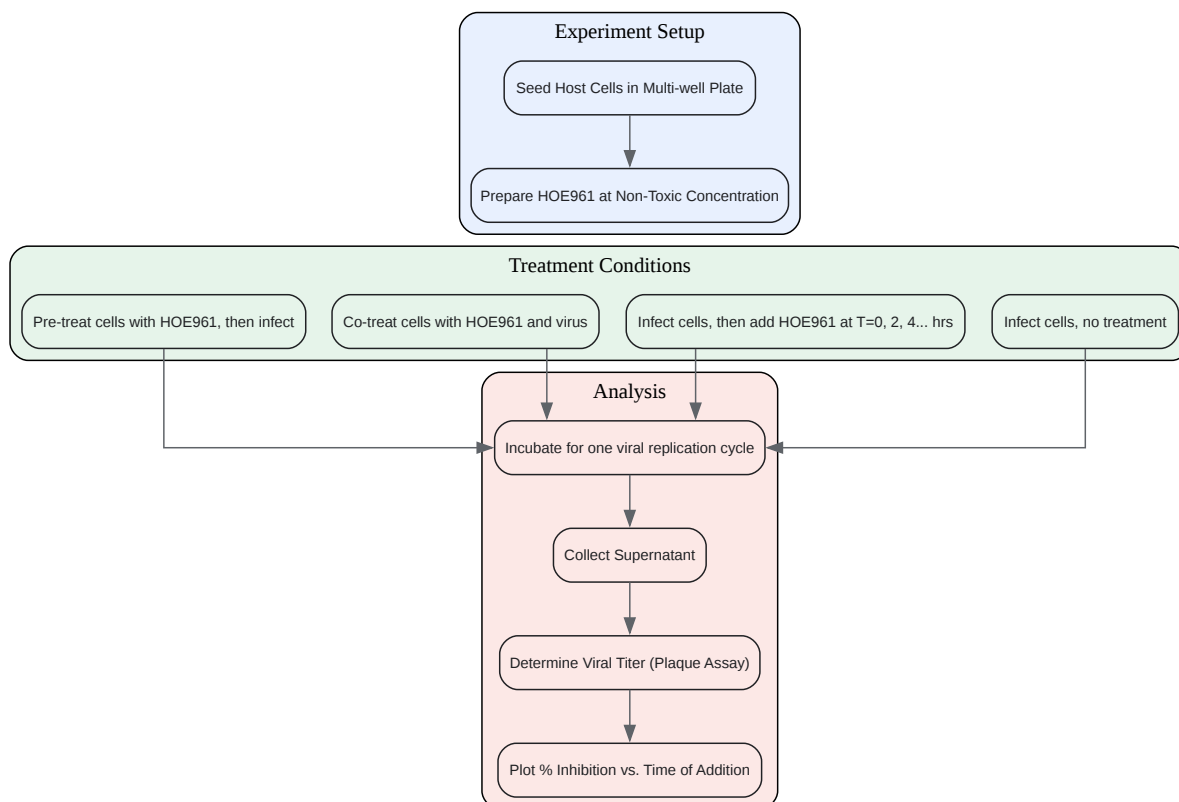 Experiment Setup
Seed Host Cells in Multi-well Plate
Prepare HOE961 at Non-Toxic Concentration
Treatment Conditions
Pre-treat cells with HOE961, then infect
Co-treat cells with HOE961 and virus
Infect cells, then add HOE961 at T=0, 2, 4... hrs
Infect cells, no treatment
Analysis
Incubate for one viral replication cycle
Collect Supernatant
Determine Viral Titer (Plaque Assay)
Plot % Inhibition vs. Time of Addition